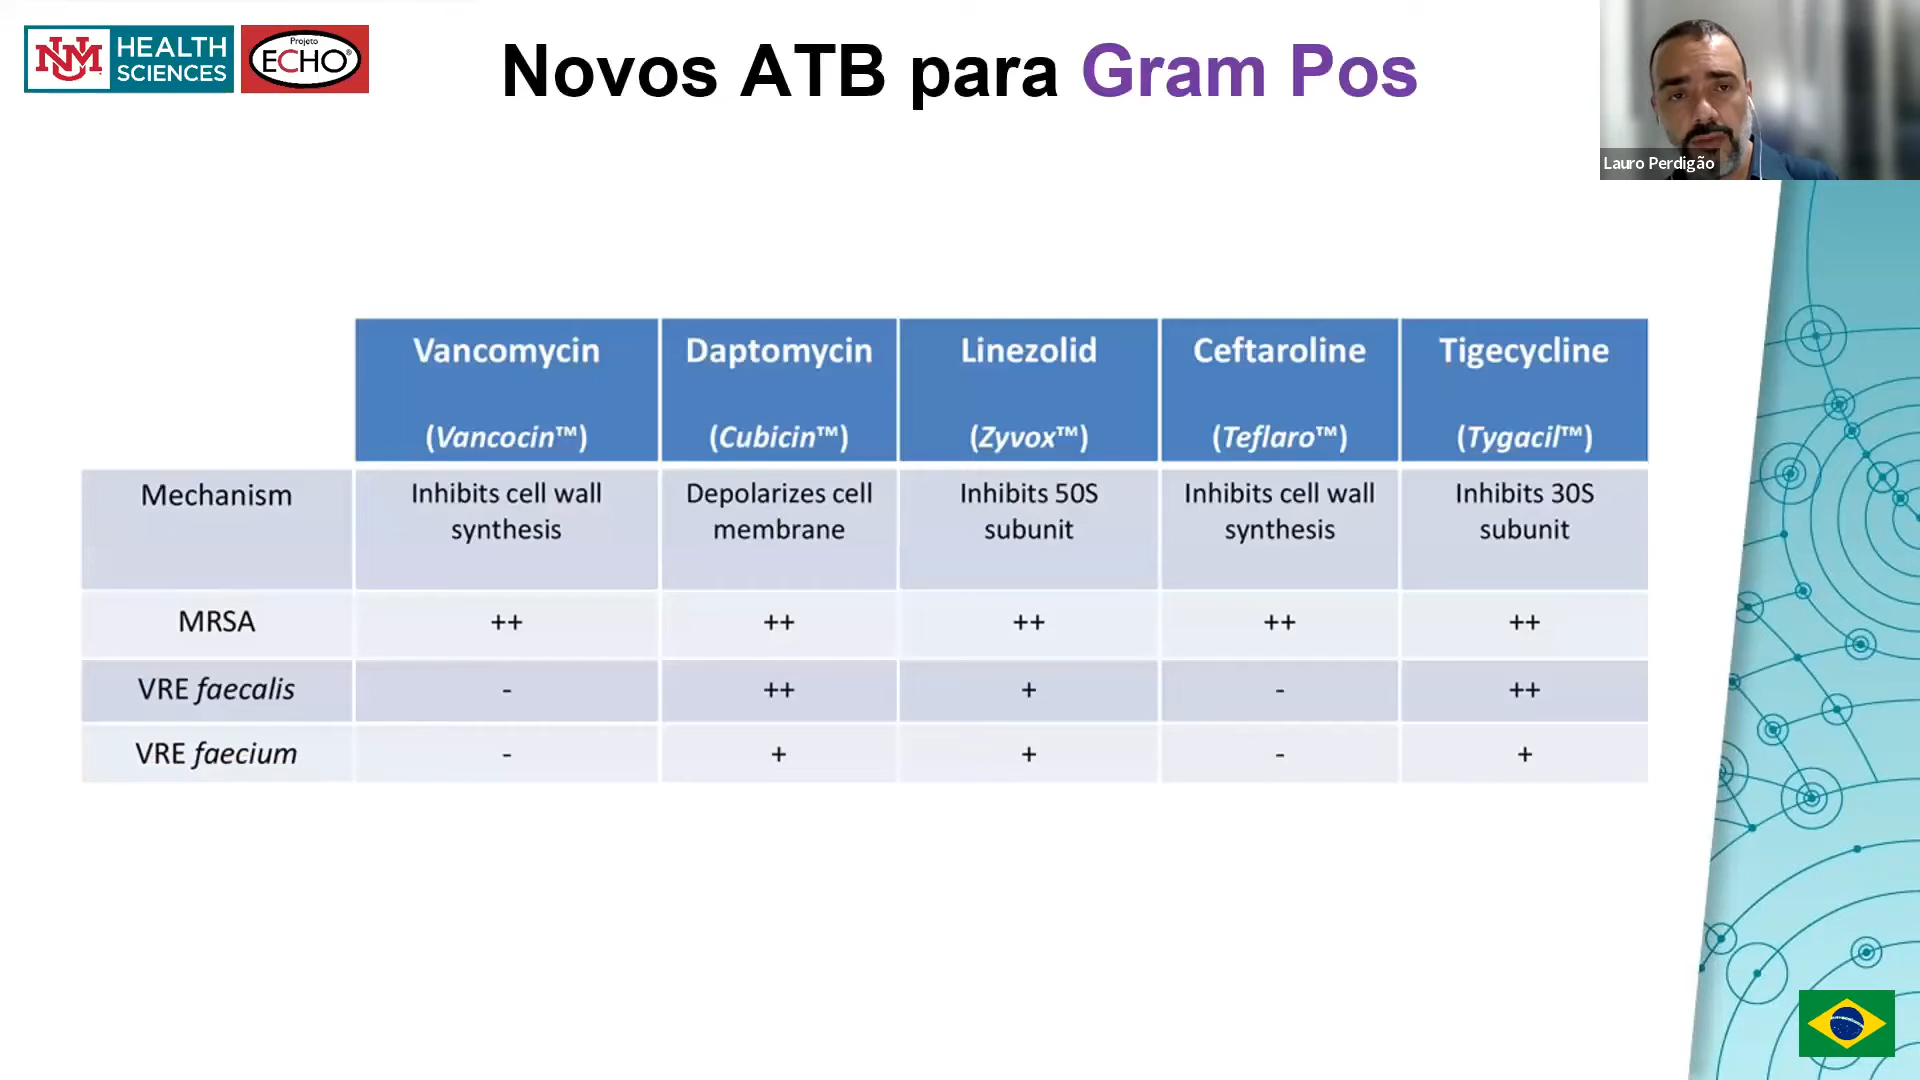 UNM HEALTH SCIENCES
Projeto
ECHO®
Novos ATB para Gram Pos
Lauro Perdigão
Vancomycin Daptomycin Linezolid Ceftaroline Tigecycline
(Vancocin™) (Cubicin™) (Zyvox™) (Teflaro™) (Tygacil™)
Mechanism Inhibits cell wall Depolarizes cell Inhibits 50S Inhibits cell wall Inhibits 30S
synthesis membrane subunit synthesis subunit
MRSA ++ ++ ++ ++ ++
VRE faecalis - ++ + - ++
VRE faecium - + + - +